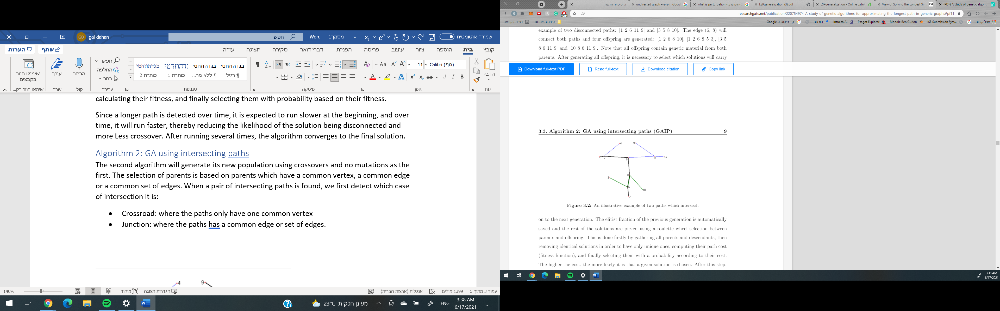 gal dahan
חפש
Word - מסמך1
שמירה אוטומטית
קובץ בית הוספה ציור עיצוב פריסה הפניות דברי דואר סקירה תצוגה עזרה
שתף
הערות
הדבק
לוח
Calibri (גוף) 11
גופן
פיסקה
אבגדהוזחטי
¶ רגיל
¶ ללא מר...
כותרת 1
כותרת 2
סגנונות
חפש
החלפה
בחר
עריכה
הכתב
קול
עורך
עורך
שימוש חוזר בקבצים
שימוש חוזר בק...
calculating their fitness, and finally selecting them with probability based on their fitness.
Since a longer path is detected over time, it is expected to run slower at the beginning, and over
time, it will run faster, thereby reducing the likelihood of the solution being disconnected and
more Less crossover. After running several times, the algorithm converges to the final solution.
Algorithm 2: GA using intersecting paths
The second algorithm will generate its new population using crossovers and no mutations as the
first. The selection of parents is based on parents which have a common vertex, a common edge
or a common set of edges. When a pair of intersecting paths is found, we first detect which case
of intersection it is:
• Crossroad: where the paths only have one common vertex
• Junction: where the paths has a common edge or set of edges.
4 9
עמוד 3 מתוך 5 1399 מילים אנגלית (ארצות הברית)
הגדרות תצוגה מיקוד
140%
23°C מעונן חלקית
ENG
3:38 AM
6/17/2021
כרטיסייה חדשה
undirected graph – חיפוש Goog
what is perturbation - חיפוש ב-G
LSPgeneralization (3).pdf
LSPgeneralization - Online LaTe
View of Solving the Longest Sim
(PDF) A study of genetic algorit
4619
researchgate.net/publication/220754974_A_study_of_genetic_algorithms_for_approximating_the_longest_path_in_generic_graphs#pf11
רשימת קריאה
סימניות אחרות
Google-חיפוש ב - ק
הורדות
Intro to AI
Psagot Explorer
Moodle Ben Gurion
ISE Submission Syst...
אפליקציות
example of two disconnected paths: [1 2 6 11 9] and [3 5 8 10]. The edge (6, 8) will
connect both paths and four offspring are generated: [1 2 6 8 10], [1 2 6 8 5 3], [3 5
8 6 11 9] and [10 8 6 11 9]. Note that all offspring contain genetic material from both
parents. After generating all offspring, it is necessary to select which solutions will carry
Download full-text PDF
Read full-text
Download citation
Copy link
3.3. Algorithm 2: GA using intersecting paths (GAIP) 9
4 9
1 2 6 11 12
8
3 5 10
7
Figure 3.2: An illustrative example of two paths which intersect.
on to the next generation. The elitist fraction of the previous generation is automatically
saved and the rest of the solutions are picked using a roulette wheel selection between
parents and offspring. This is done firstly by gathering all parents and descendants, then
removing identical solutions in order to have only unique ones, computing their path cost
(fitness function), and finally selecting them with a probability according to their cost.
The higher the cost, the more likely it is that a given solution is chosen. After this step,
3:38 AM
6/17/2021